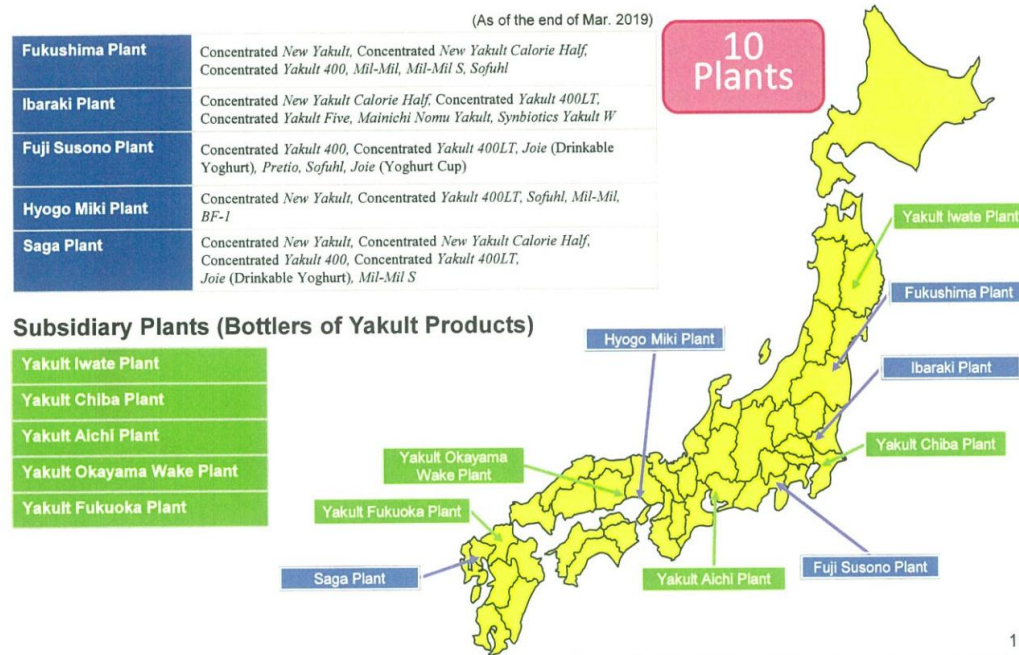 (As of the end of Mar. 2019)
10
Plants
Fukushima Plant
Concentrated New Yakult, Concentrated New Yakult Calorie Half,
Concentrated Yakult 400, Mil-Mil, Mil-Mil S, Sofuhl
Ibaraki Plant
Concentrated New Yakult Calorie Half, Concentrated Yakult 400LT,
Concentrated Yakult Five, Mainichi Nomu Yakult, Synbiotics Yakult W
Fuji Susono Plant
Concentrated Yakult 400, Concentrated Yakult 400LT, Joie (Drinkable
Yoghurt), Pretio, Sofuhl, Joie (Yoghurt Cup)
Hyogo Miki Plant
Concentrated New Yakult, Concentrated Yakult 400LT, Sofuhl, Mil-Mil,
BF-1
Saga Plant
Concentrated New Yakult, Concentrated New Yakult Calorie Half,
Concentrated Yakult 400, Concentrated Yakult 400LT,
Joie (Drinkable Yoghurt), Mil-Mil S
Subsidiary Plants (Bottlers of Yakult Products)
Yakult Iwate Plant
Yakult Chiba Plant
Yakult Aichi Plant
Yakult Okayama Wake Plant
Yakult Fukuoka Plant
Yakult Iwate Plant
Fukushima Plant
Hyogo Miki Plant
Ibaraki Plant
Yakult Chiba Plant
Yakult Okayama
Wake Plant
Yakult Fukuoka Plant
Fuji Susono Plant
Saga Plant
Yakult Aichi Plant
1